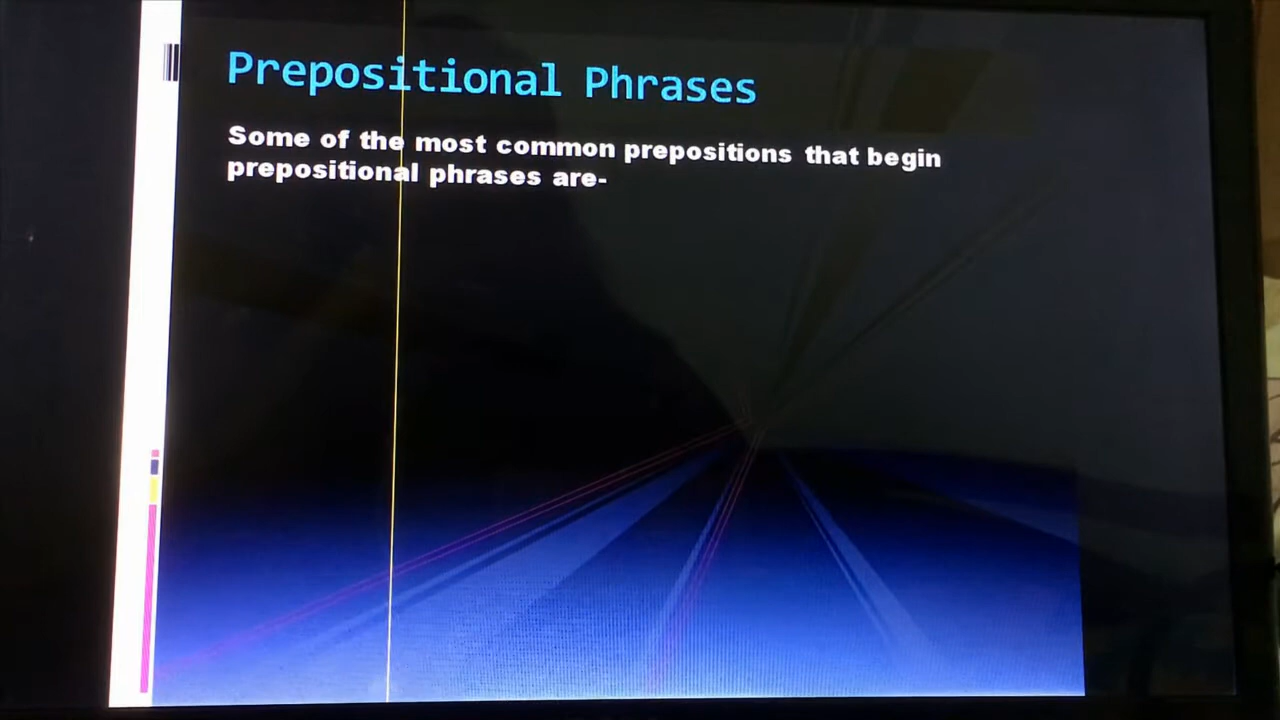 Prepositional Phrases
Some of the most common prepositions that begin
prepositional phrases are-